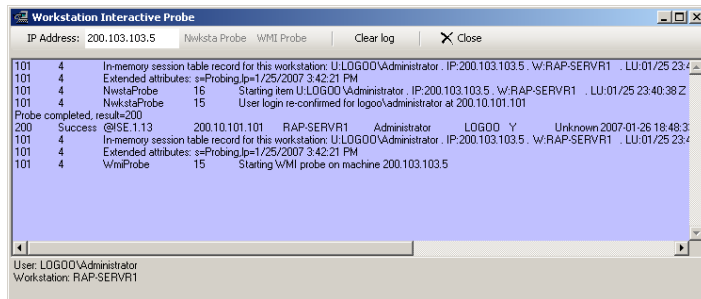 Workstation Interactive Probe
IP Address: 200.103.103.5 Nwksta Probe WMI Probe Clear log Close
101 4 In-memory session table record for this workstation: U:LOGOO\Administrator . IP:200.103.103.5 . W:RAP-SERVR1 . LU:01/25 23:4
101 4 Extended attributes: s=Probing,lp=1/25/2007 3:42:21 PM
101 4 NwstaProbe 16 Starting item U:LOGOO\Administrator . IP:200.103.103.5 . W:RAP-SERVR1 . LU:01/25 23:40:38 Z
101 4 NwkstaProbe 15 User login re-confirmed for logoo\administrator at 200.10.101.101
Probe completed, result=200
200 Success @ISE.1.13 200.10.101.101 RAP-SERVR1 Administrator LOGOO Y Unknown 2007-01-26 18:48:3
101 4 In-memory session table record for this workstation: U:LOGOO\Administrator . IP:200.103.103.5 . W:RAP-SERVR1 . LU:01/25 23:4
101 4 Extended attributes: s=Probing,lp=1/25/2007 3:42:21 PM
101 4 WmiProbe 15 Starting WMI probe on machine 200.103.103.5
User: LOGOO\Administrator
Workstation: RAP-SERVR1